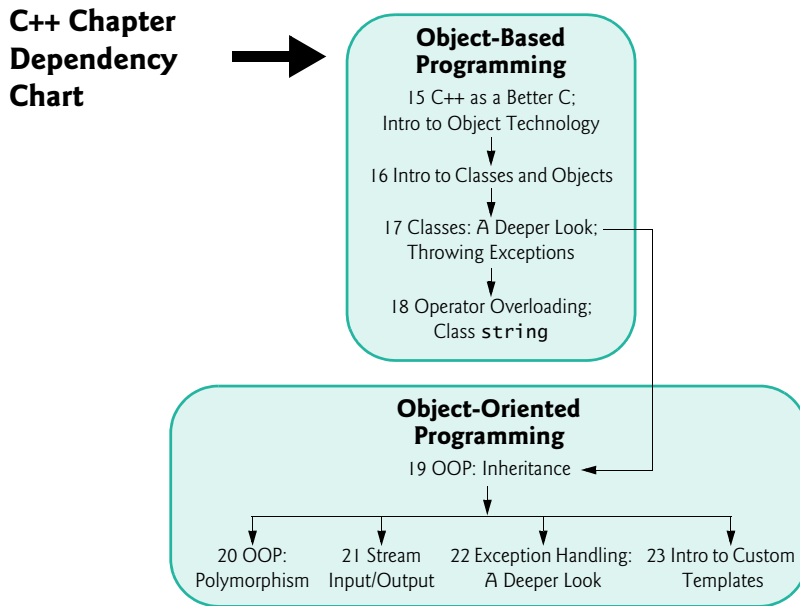 C++ Chapter
Dependency
Chart
Object-Based
Programming
15 C++ as a Better C;
Intro to Object Technology
16 Intro to Classes and Objects
17 Classes: A Deeper Look;
Throwing Exceptions
18 Operator Overloading;
Class string
Object-Oriented
Programming
19 OOP: Inheritance
20 OOP:
Polymorphism
21 Stream
Input/Output
22 Exception Handling:
A Deeper Look
23 Intro to Custom
Templates